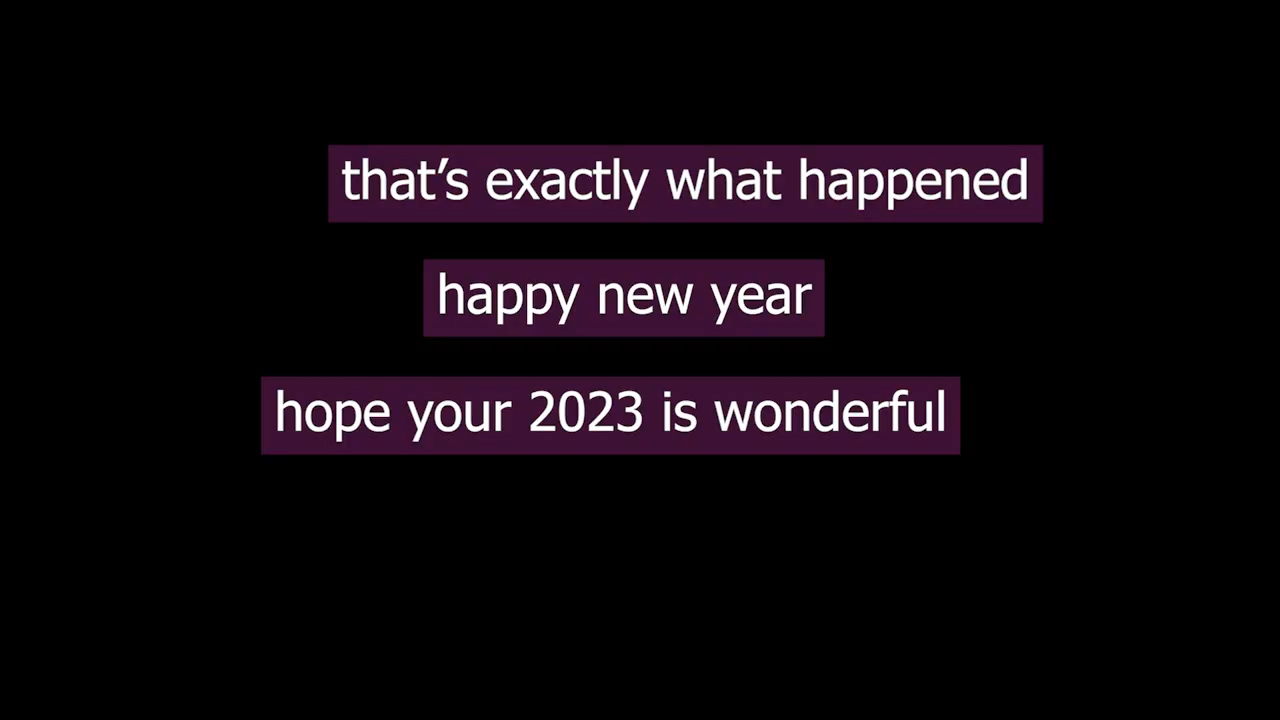 that’s exactly what happened
happy new year
hope your 2023 is wonderful